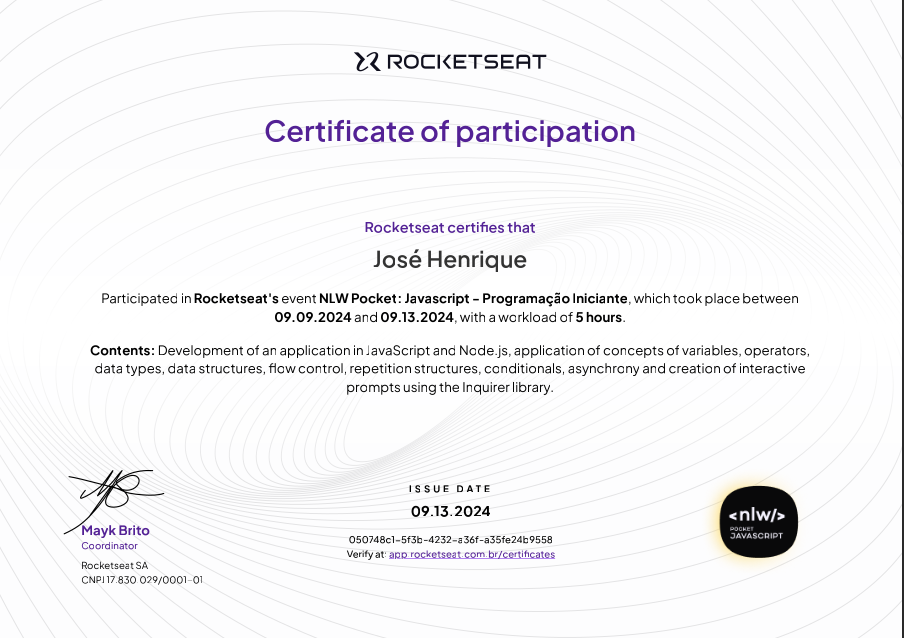 ROCKETSEAT
Certificate of participation
Rocketseat certifies that
José Henrique
Participated in Rocketseat's event NLW Pocket: Javascript - Programação Iniciante, which took place between
09.09.2024 and 09.13.2024, with a workload of 5 hours.
Contents: Development of an application in JavaScript and Node.js, application of concepts of variables, operators,
data types, data structures, flow control, repetition structures, conditionals, asynchrony and creation of interactive
prompts using the Inquirer library.
Mayk Brito
Coordinator
Rocketseat SA
CNPJ 17.830.029/0001-01
ISSUE DATE
09.13.2024
050748c1-5f3b-4232-a36f-a35fe24b9558
Verify at: app.rocketseat.com.br/certificates
<nlw/>
POCKET
JAVASCRIPT